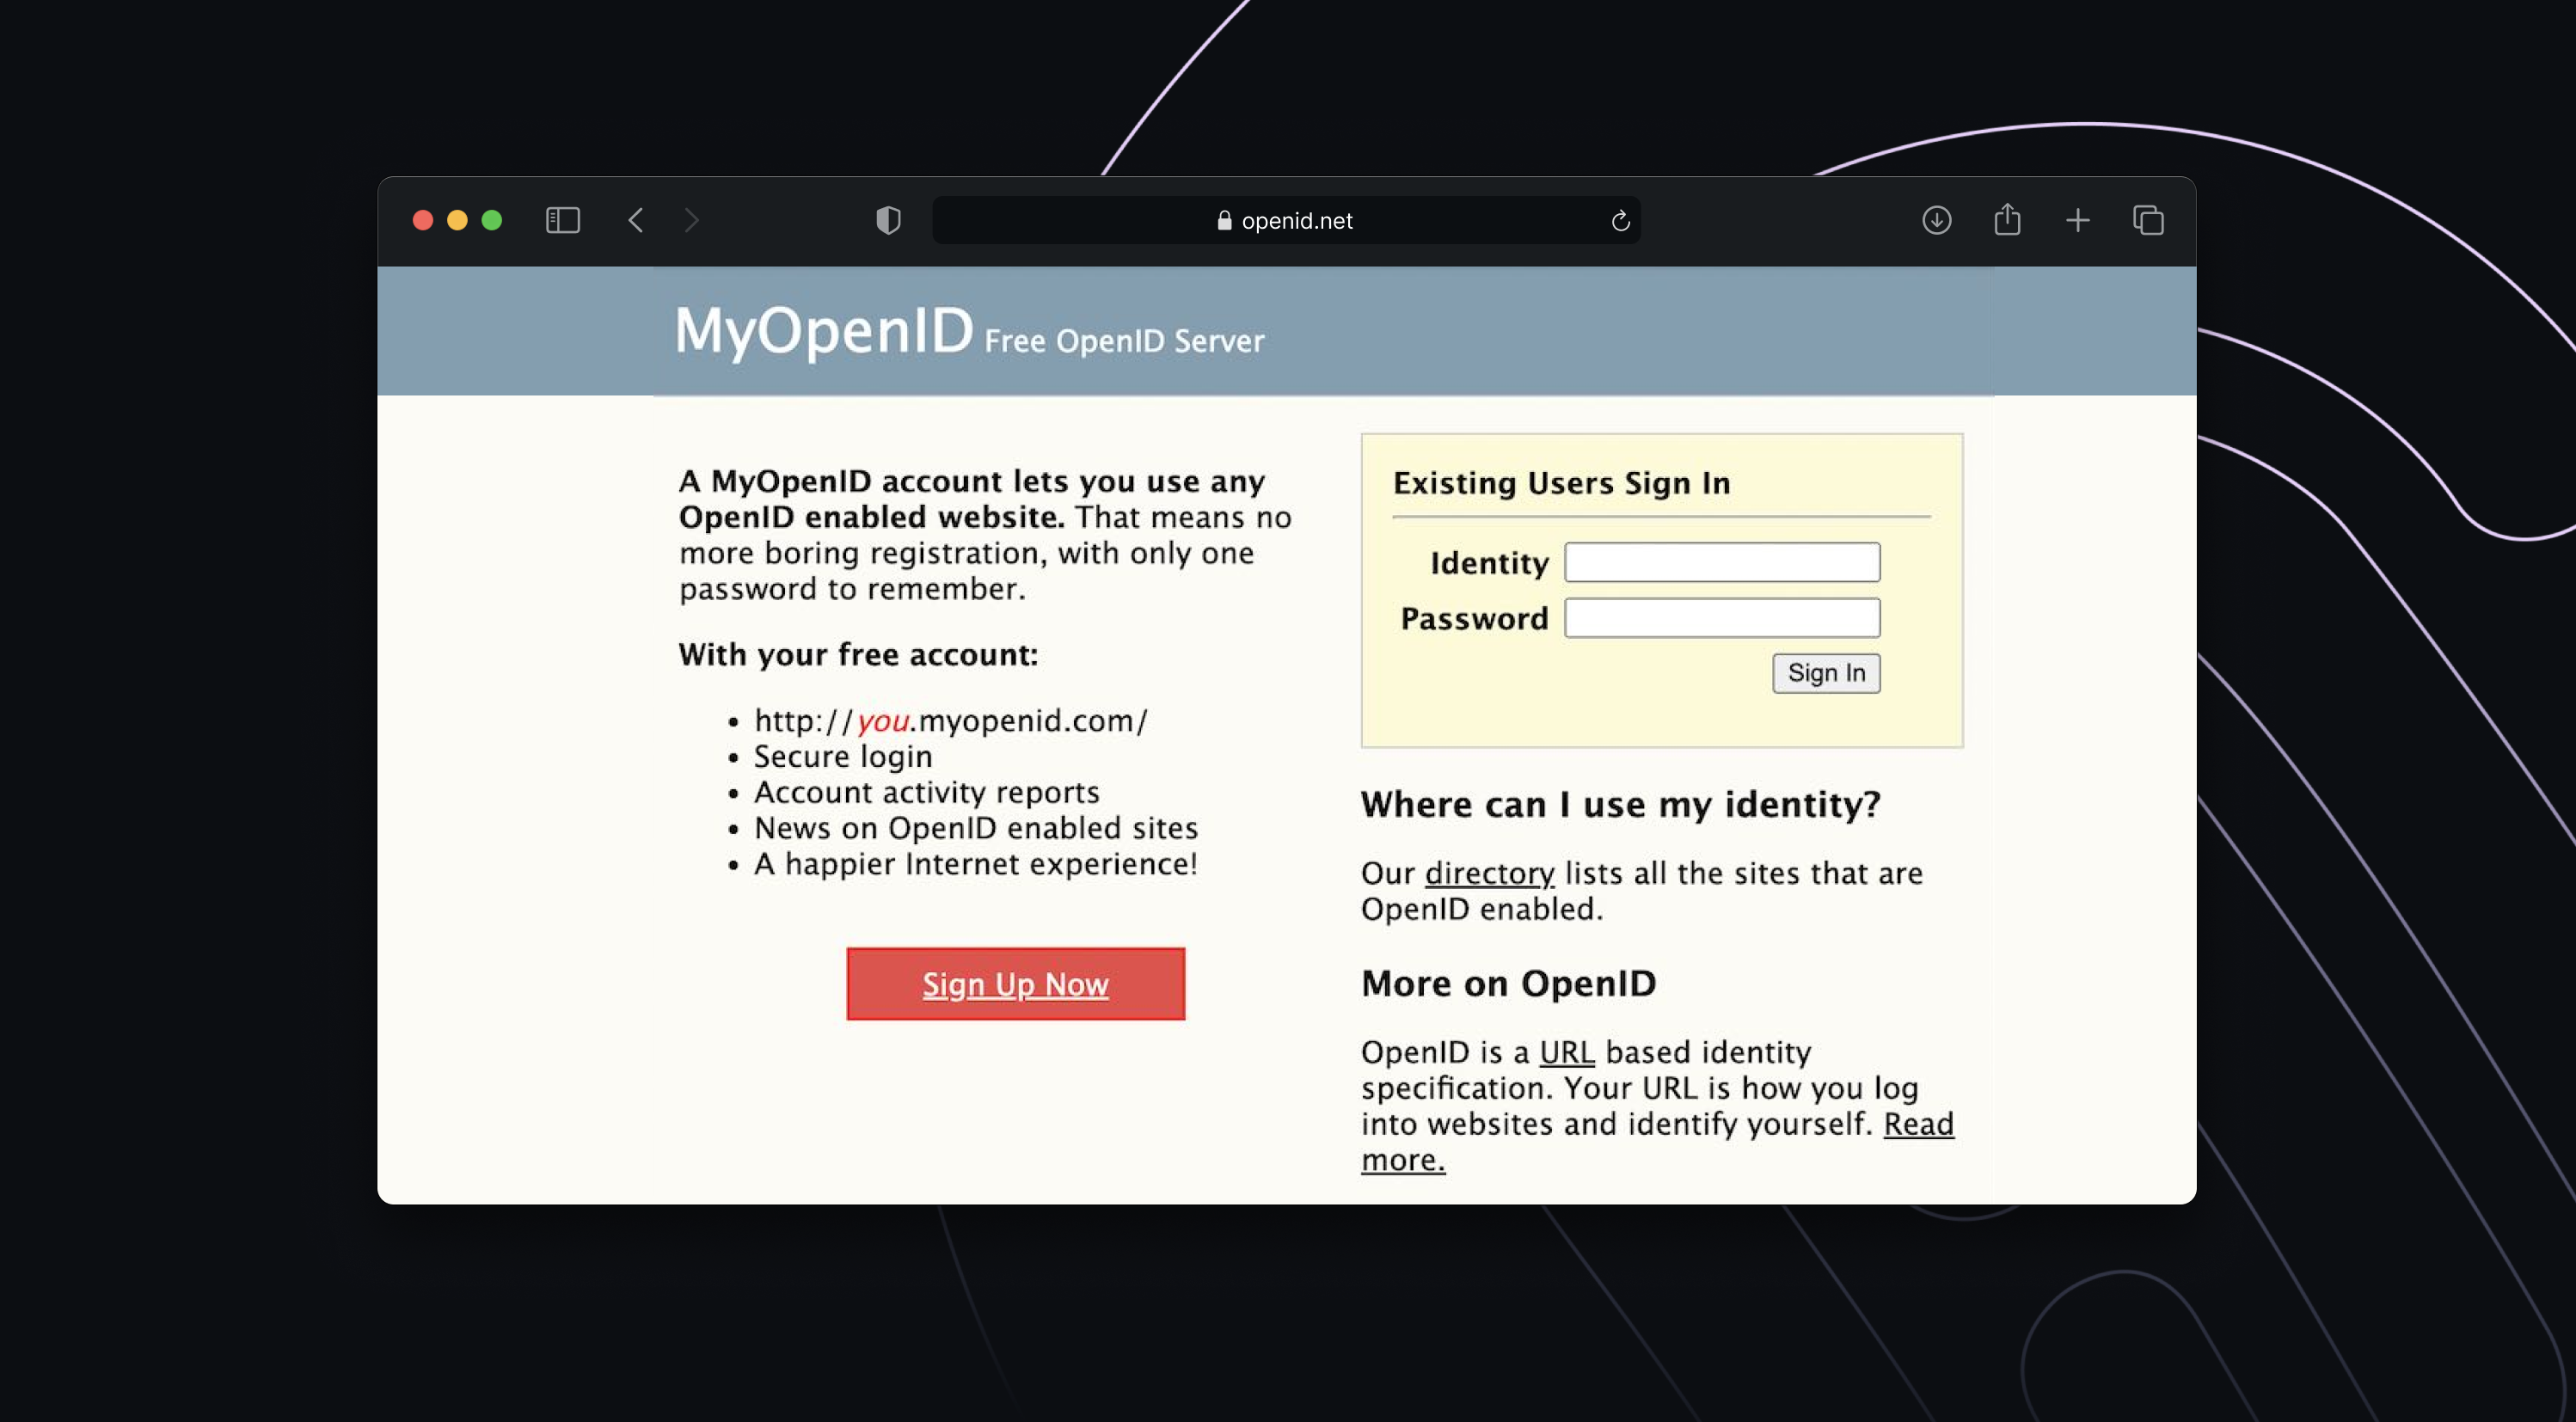 openid.net
MyOpenID Free OpenID Server
A MyOpenID account lets you use any
OpenID enabled website. That means no
more boring registration, with only one
password to remember.
With your free account:
• http://you.myopenid.com/
• Secure login
• Account activity reports
• News on OpenID enabled sites
• A happier Internet experience!
Sign Up Now
Existing Users Sign In
Identity
Password
Sign In
Where can I use my identity?
Our directory lists all the sites that are
OpenID enabled.
More on OpenID
OpenID is a URL based identity
specification. Your URL is how you log
into websites and identify yourself. Read
more.